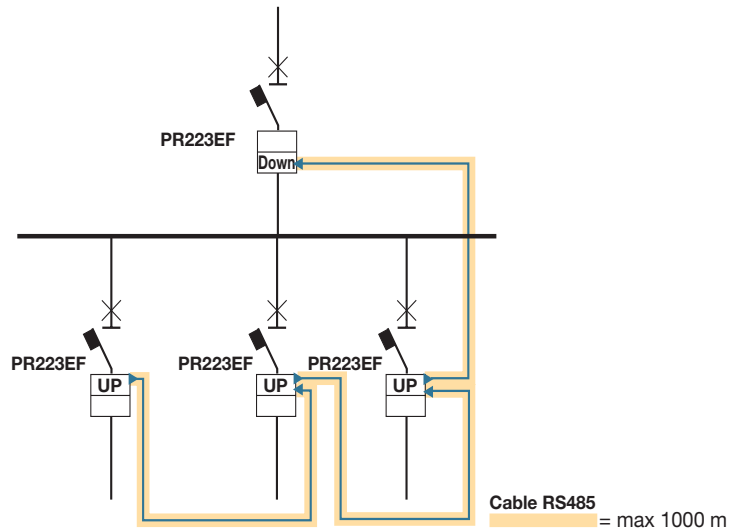 PR223EF
Down
PR223EF
PR223EF
PR223EF
UP
UP
UP
Cable RS485
= max 1000 m